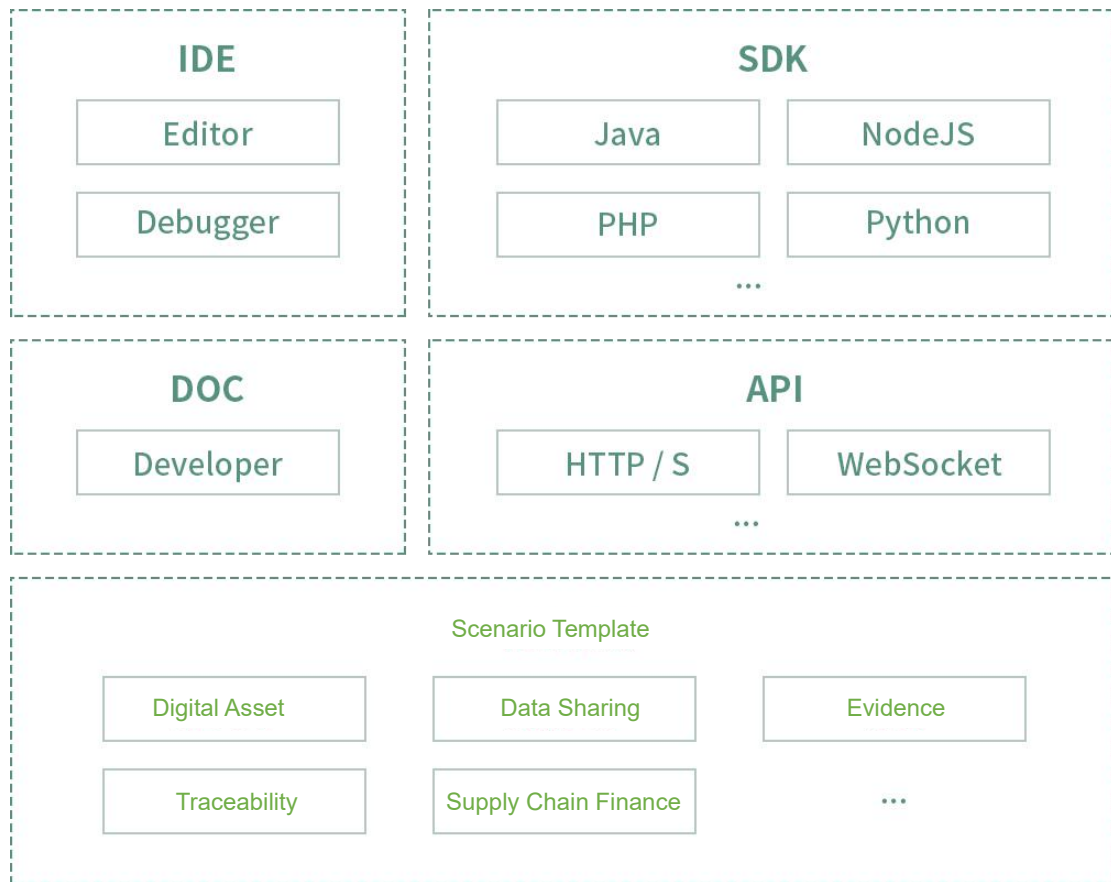 IDE
Editor
Debugger
SDK
Java
NodeJS
PHP
Python
...
DOC
Developer
API
HTTP / S
WebSocket
...
Scenario Template
Digital Asset
Data Sharing
Evidence
Traceability
Supply Chain Finance
...